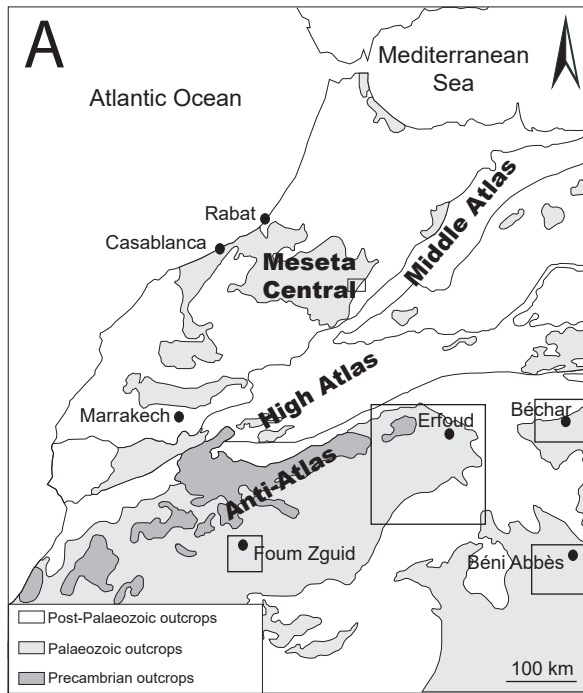 A
Mediterranean
Sea
Atlantic Ocean
Rabat
Casablanca
Middle Atlas
Meseta
Central
High Atlas
Marrakech
Erfoud
Béchar
Anti-Atlas
Foum Zguid
Béni Abbès
Post-Palaeozoic outcrops
Palaeozoic outcrops
Precambrian outcrops
100 km